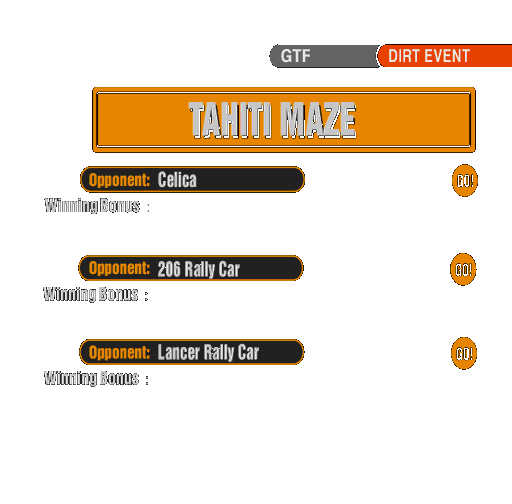 GTF DIRT EVENT
TAHITI MAZE
Opponent: Celica GO!
Winning Bonus :
Opponent: 206 Rally Car GO!
Winning Bonus :
Opponent: Lancer Rally Car GO!
Winning Bonus :